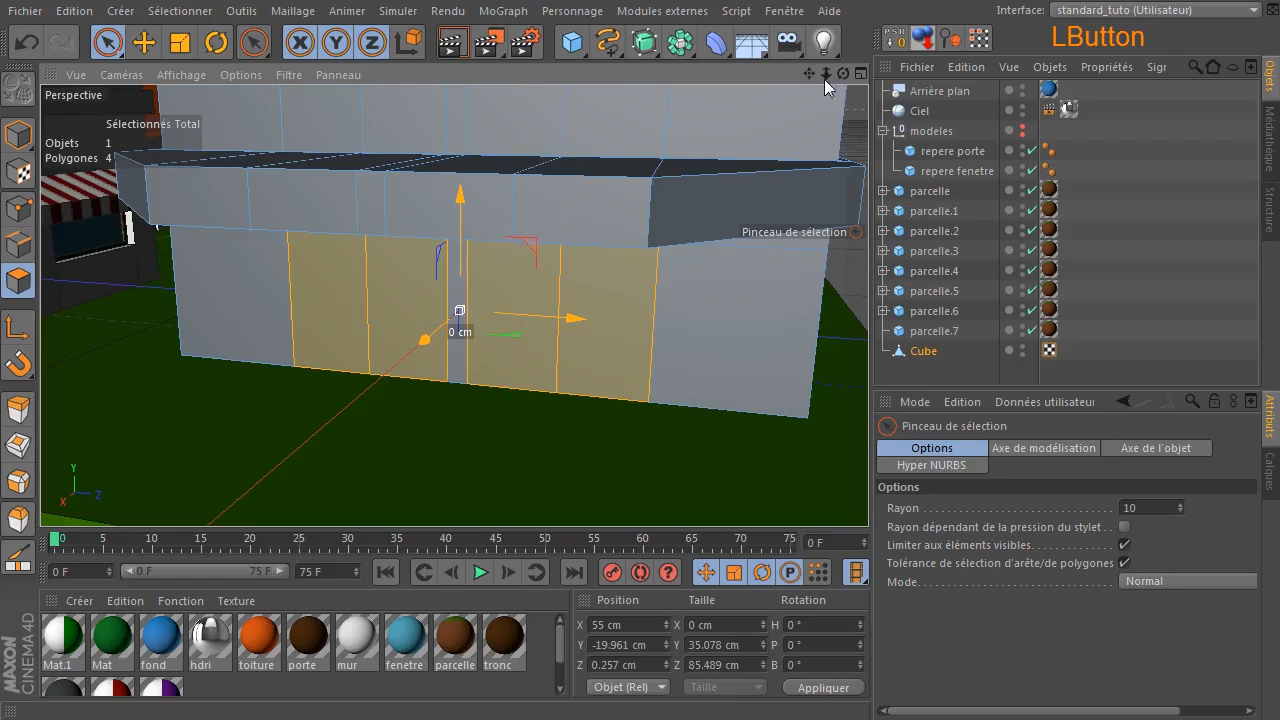 Fichier Edition Créer Sélectionner Outils Maillage Animer Simuler Rendu MoGraph Personnage Modules externes Script Fenêtre Aide Interface: standard_tuto (Utilisateur)
PSR
0
LButton
Vue Caméras Affichage Options Filtre Panneau
Fichier Edition Vue Objets Propriétés
Perspective
Sélectionnés Total
Objets 1
Polygones 4
Pinceau de sélection
0 cm
Y
X Z
Arrière plan
Ciel
modeles
repere porte
repere fenetre
parcelle
parcelle.1
parcelle.2
parcelle.3
parcelle.4
parcelle.5
parcelle.6
parcelle.7
Cube
Objets
Médiathèque
Structure
Mode Edition Données utilisateur
Pinceau de sélection
Options Axe de modélisation Axe de l'objet
Hyper NURBS
Options
Rayon 10
Rayon dépendant de la pression du stylet
Limiter aux éléments visibles
Tolérance de sélection d'arête/de polygones
Mode Normal
Attributs
Calques
0 5 10 15 20 25 30 35 40 45 50 55 60 65 70 75 0 F
0 F 0 F 75 F 75 F
Créer Edition Fonction Texture
Mat.1 Mat fond hdri toiture porte mur fenetre parcelle tronc
Position Taille Rotation
X 55 cm X 0 cm H 0 °
Y -19.961 cm Y 35.078 cm P 0 °
Z 0.257 cm Z 85.489 cm B 0 °
Objet (Rel) Taille Appliquer
MAXON
CINEMA 4D